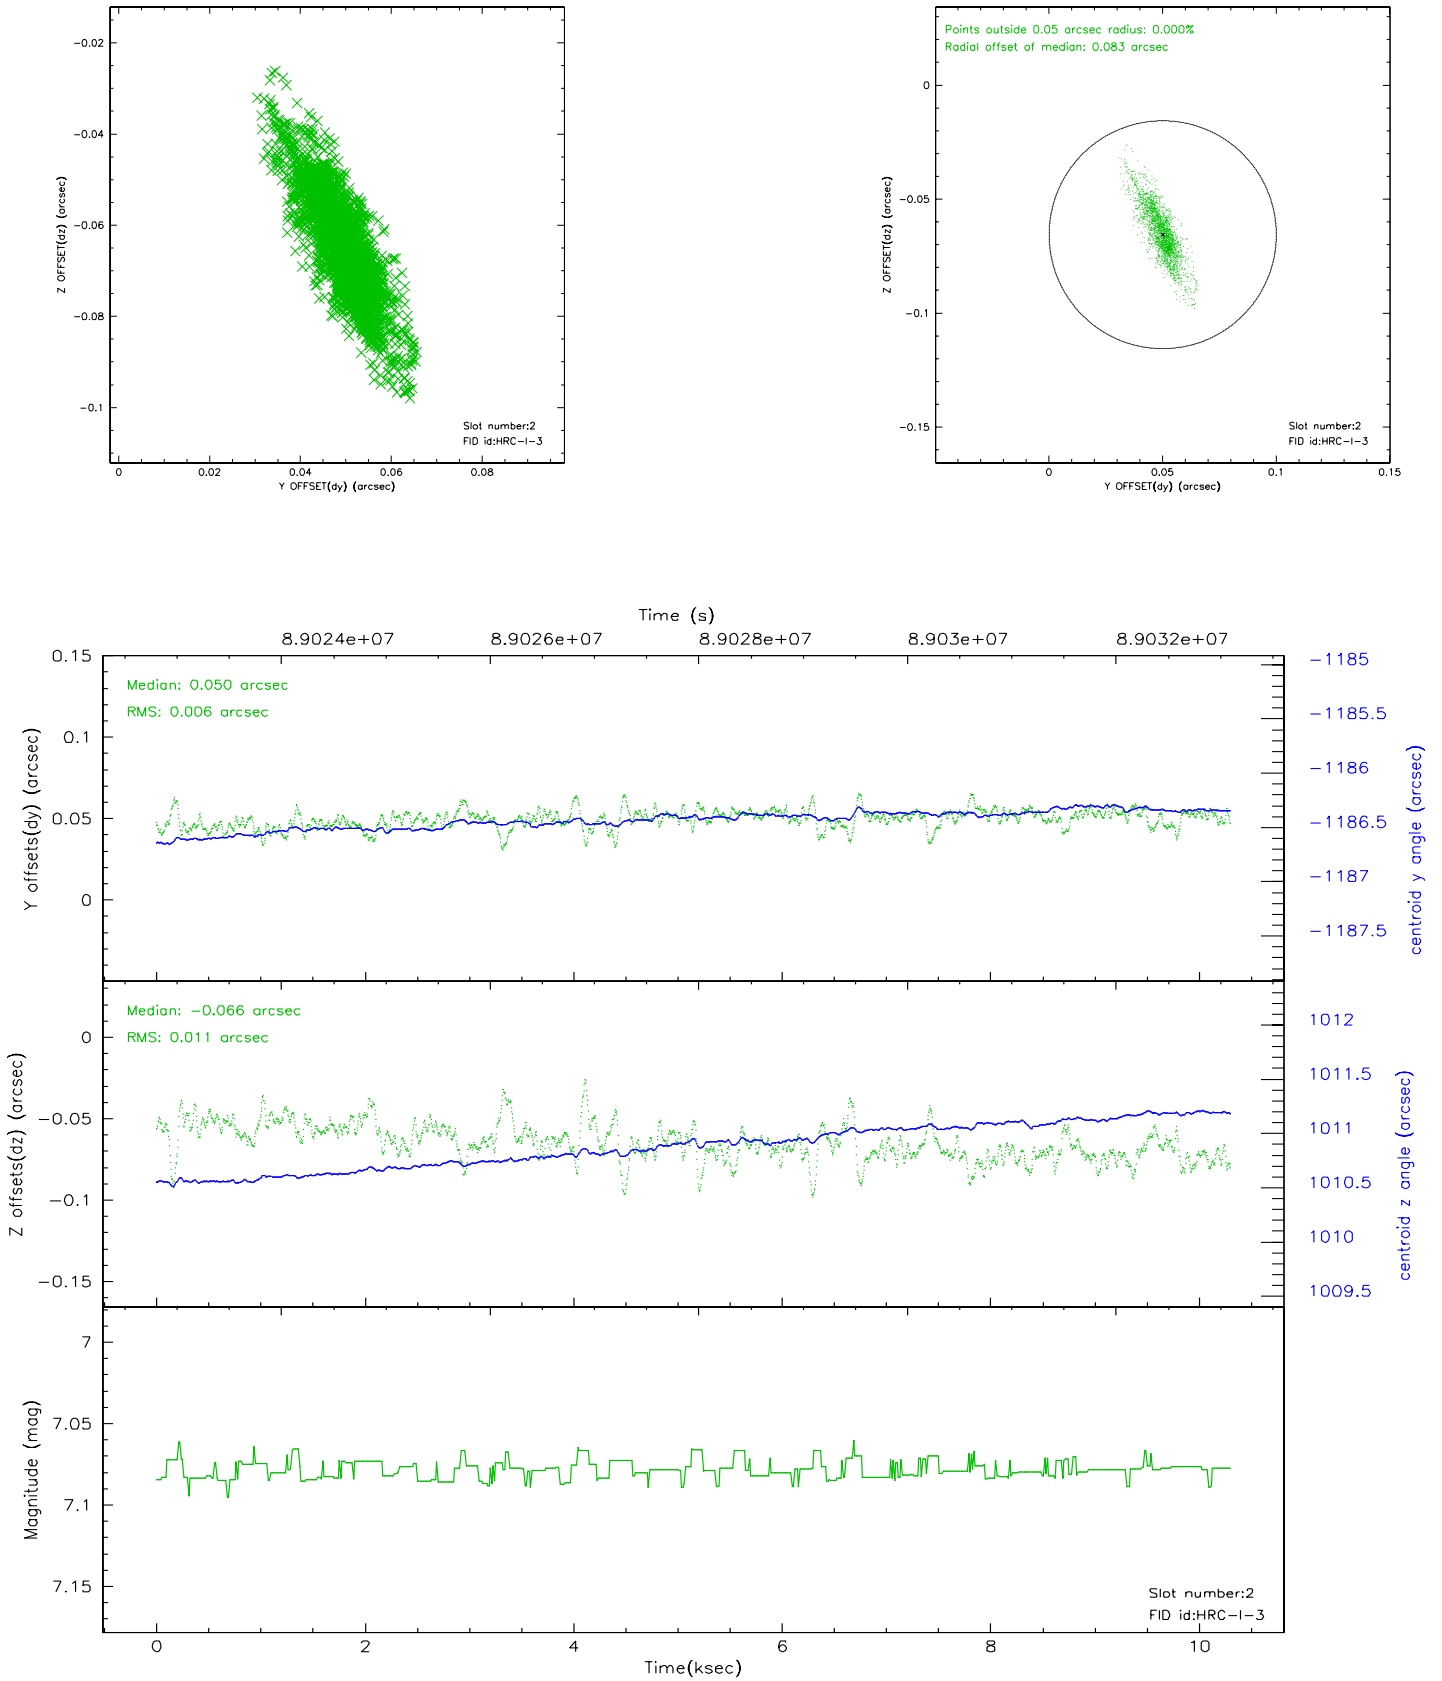 Points outside 0.05 arcsec radius: 0.000%
Radial offset of median: 0.083 arcsec
−0.02
−0.04
−0.06
−0.08
−0.1
Z OFFSET(dz) (arcsec)
Slot number:2
FID id:HRC−I−3
0 0.02 0.04 0.06 0.08
Y OFFSET(dy) (arcsec)
0
−0.05
−0.1
−0.15
Z OFFSET(dz) (arcsec)
Slot number:2
FID id:HRC−I−3
0 0.05 0.1 0.15
Y OFFSET(dy) (arcsec)
Time (s)
8.9024e+07 8.9026e+07 8.9028e+07 8.903e+07 8.9032e+07
Median: 0.050 arcsec
RMS: 0.006 arcsec
0.15
0.1
0.05
0
Y offsets(dy) (arcsec)
−1185
−1185.5
−1186
−1186.5
−1187
−1187.5
centroid y angle (arcsec)
Median: −0.066 arcsec
RMS: 0.011 arcsec
0
−0.05
−0.1
−0.15
Z offsets(dz) (arcsec)
1012
1011.5
1011
1010.5
1010
1009.5
centroid z angle (arcsec)
7
7.05
7.1
7.15
Magnitude (mag)
Slot number:2
FID id:HRC−I−3
0 2 4 6 8 10
Time(ksec)